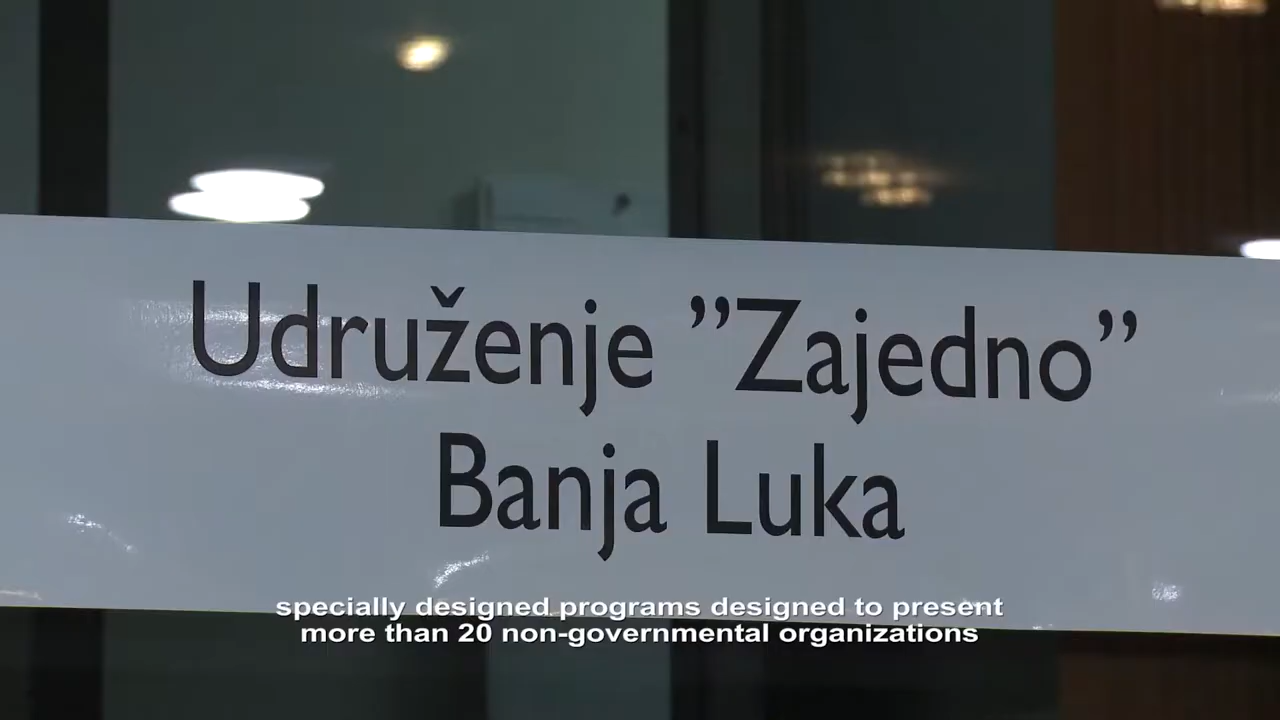 Udruženje ”Zajedno”
Banja Luka
specially designed programs designed to present
more than 20 non-governmental organizations